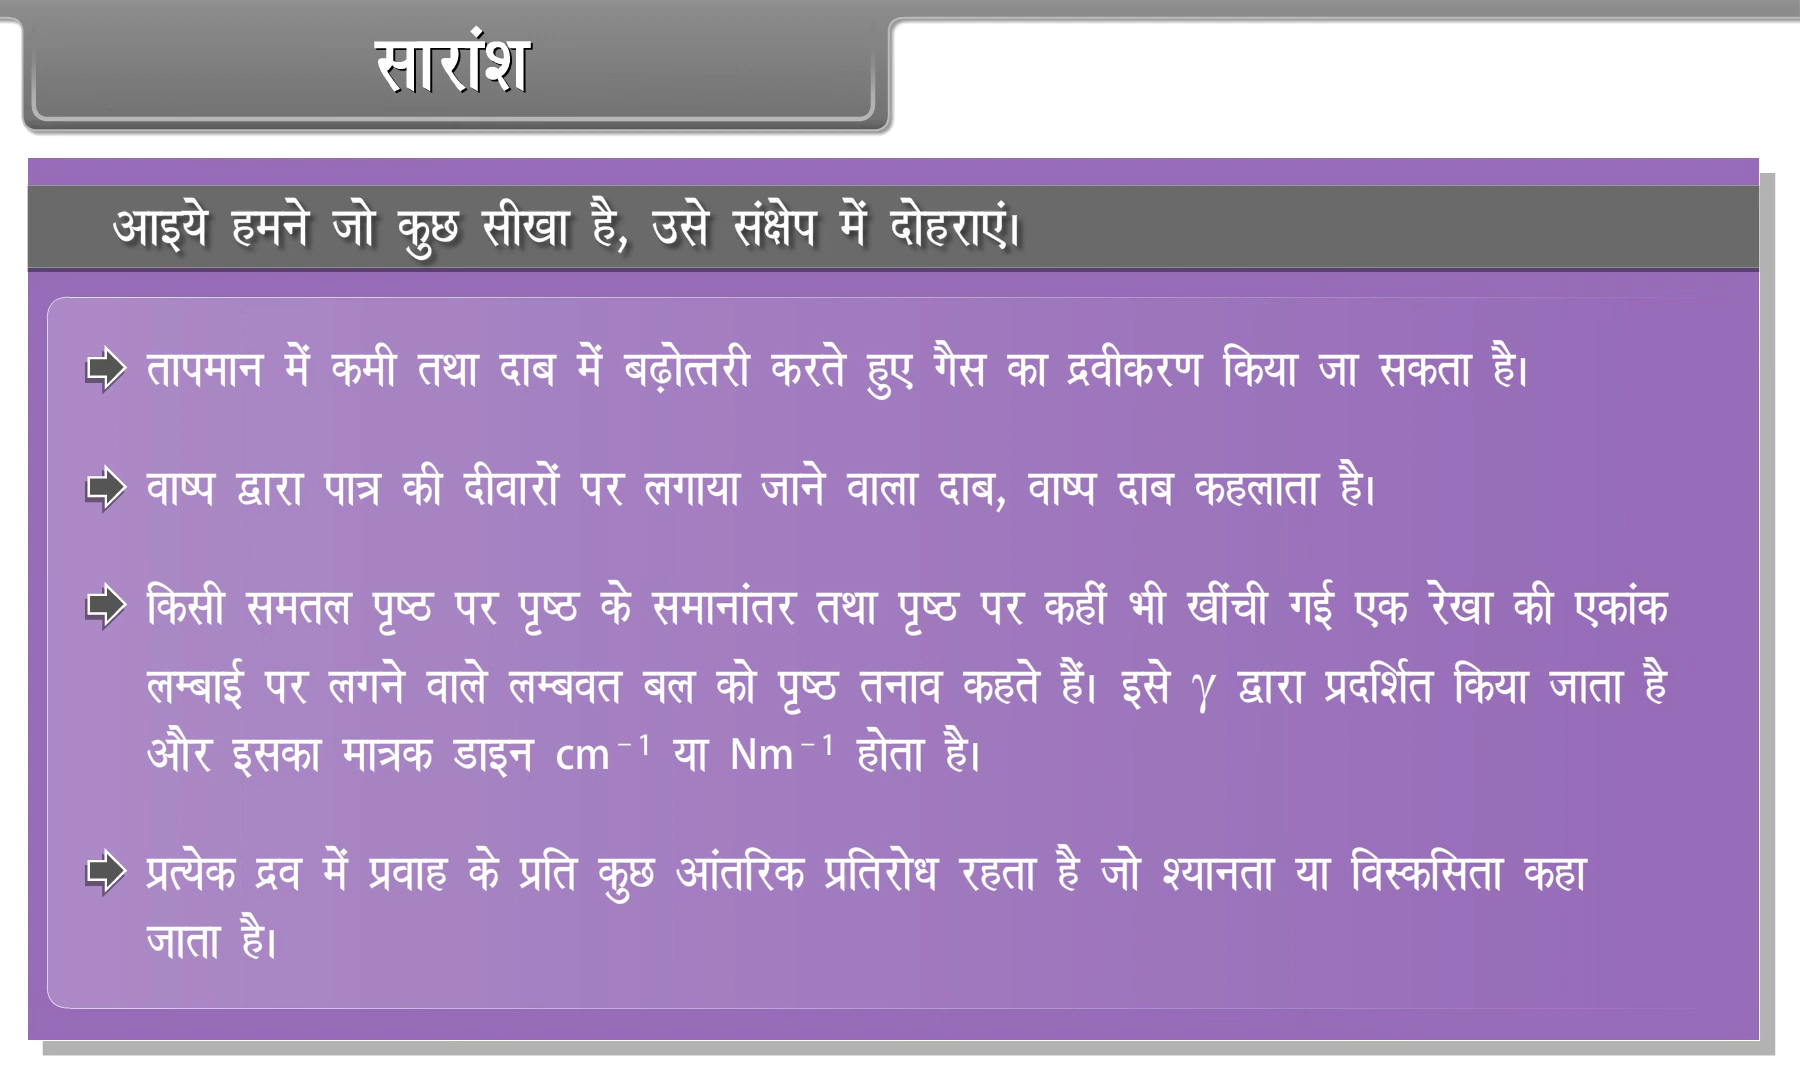 सारांश
आइये हमने जो कुछ सीखा है, उसे संक्षेप में दोहराएं।
तापमान में कमी तथा दाब में बढ़ोत्तरी करते हुए गैस का द्रवीकरण किया जा सकता है।
वाष्प द्वारा पात्र की दीवारों पर लगाया जाने वाला दाब, वाष्प दाब कहलाता है।
किसी समतल पृष्ठ पर पृष्ठ के समानांतर तथा पृष्ठ पर कहीं भी खींची गई एक रेखा की एकांक
लम्बाई पर लगने वाले लम्बवत बल को पृष्ठ तनाव कहते हैं। इसे γ द्वारा प्रदर्शित किया जाता है
और इसका मात्रक डाइन cm⁻¹ या Nm⁻¹ होता है।
प्रत्येक द्रव में प्रवाह के प्रति कुछ आंतरिक प्रतिरोध रहता है जो श्यानता या विस्कसिता कहा
जाता है।